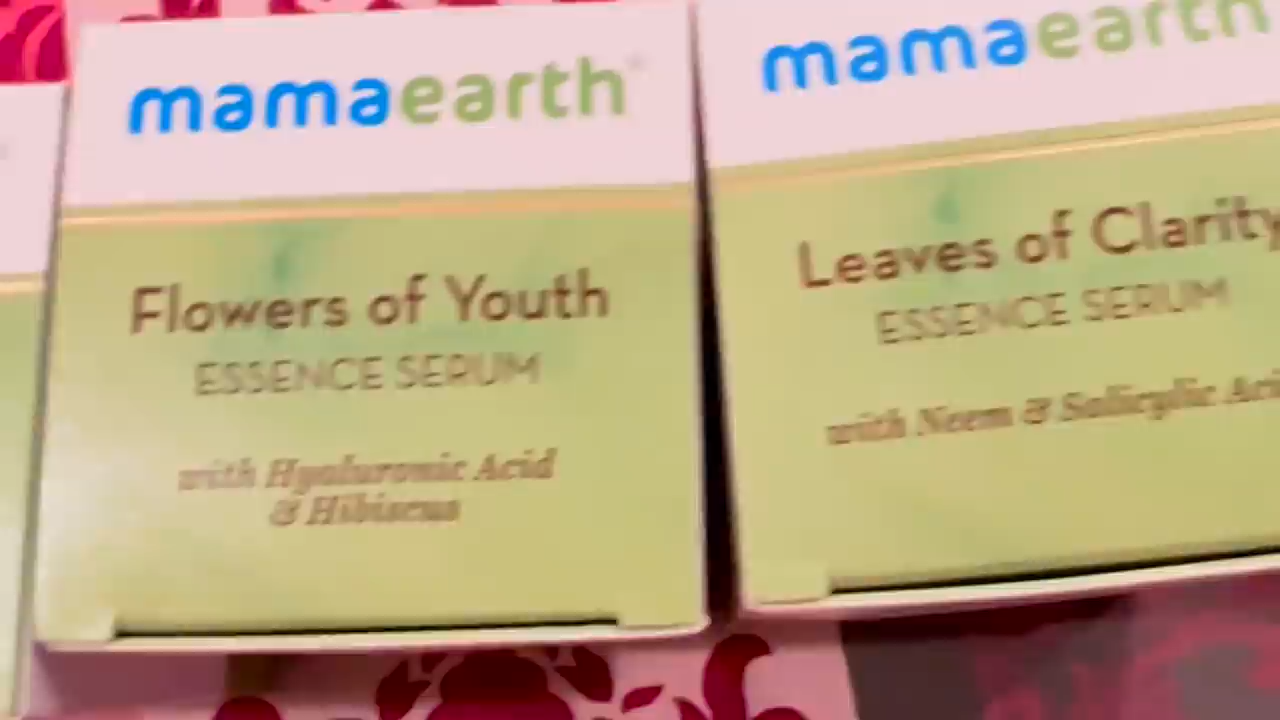 mamaearth
Flowers of Youth
ESSENCE SERUM
with Hyaluronic Acid
& Hibiscus
mamaearth
Leaves of Clarity
ESSENCE SERUM
with Neem & Salicylic Aci